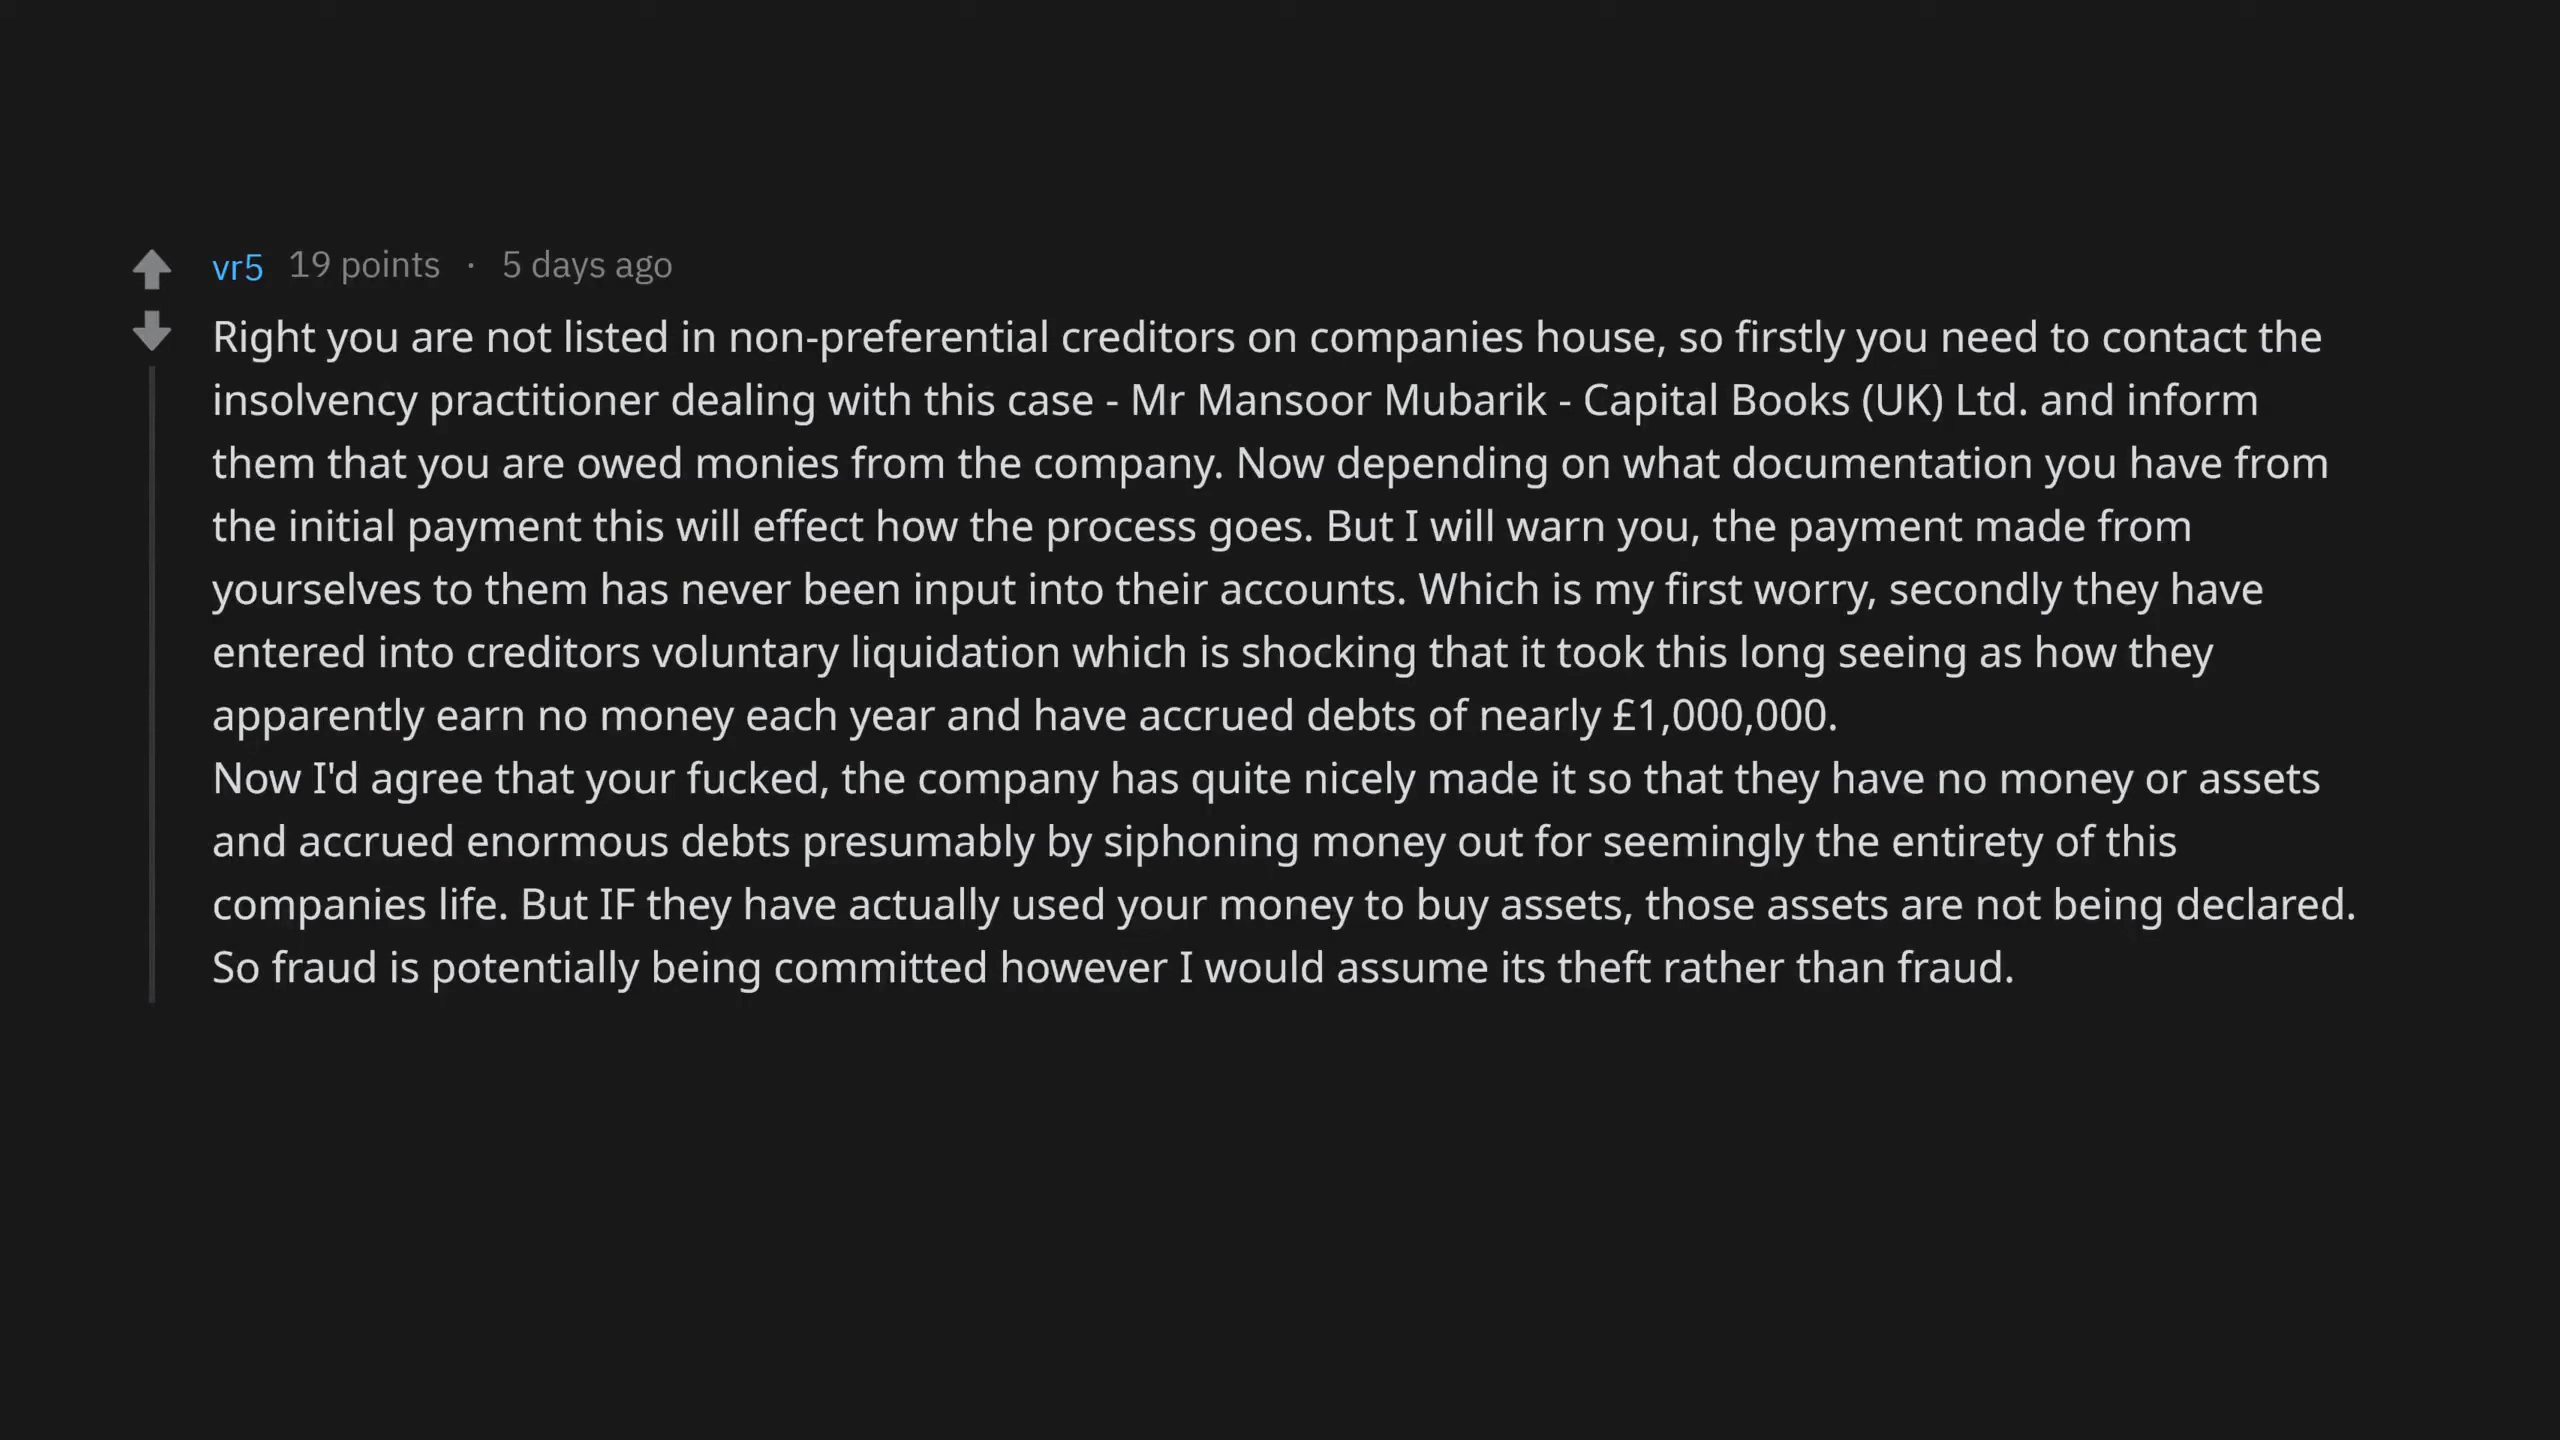 vr5 19 points · 5 days ago
Right you are not listed in non-preferential creditors on companies house, so firstly you need to contact the
insolvency practitioner dealing with this case - Mr Mansoor Mubarik - Capital Books (UK) Ltd. and inform
them that you are owed monies from the company. Now depending on what documentation you have from
the initial payment this will effect how the process goes. But I will warn you, the payment made from
yourselves to them has never been input into their accounts. Which is my first worry, secondly they have
entered into creditors voluntary liquidation which is shocking that it took this long seeing as how they
apparently earn no money each year and have accrued debts of nearly £1,000,000.
Now I'd agree that your fucked, the company has quite nicely made it so that they have no money or assets
and accrued enormous debts presumably by siphoning money out for seemingly the entirety of this
companies life. But IF they have actually used your money to buy assets, those assets are not being declared.
So fraud is potentially being committed however I would assume its theft rather than fraud.